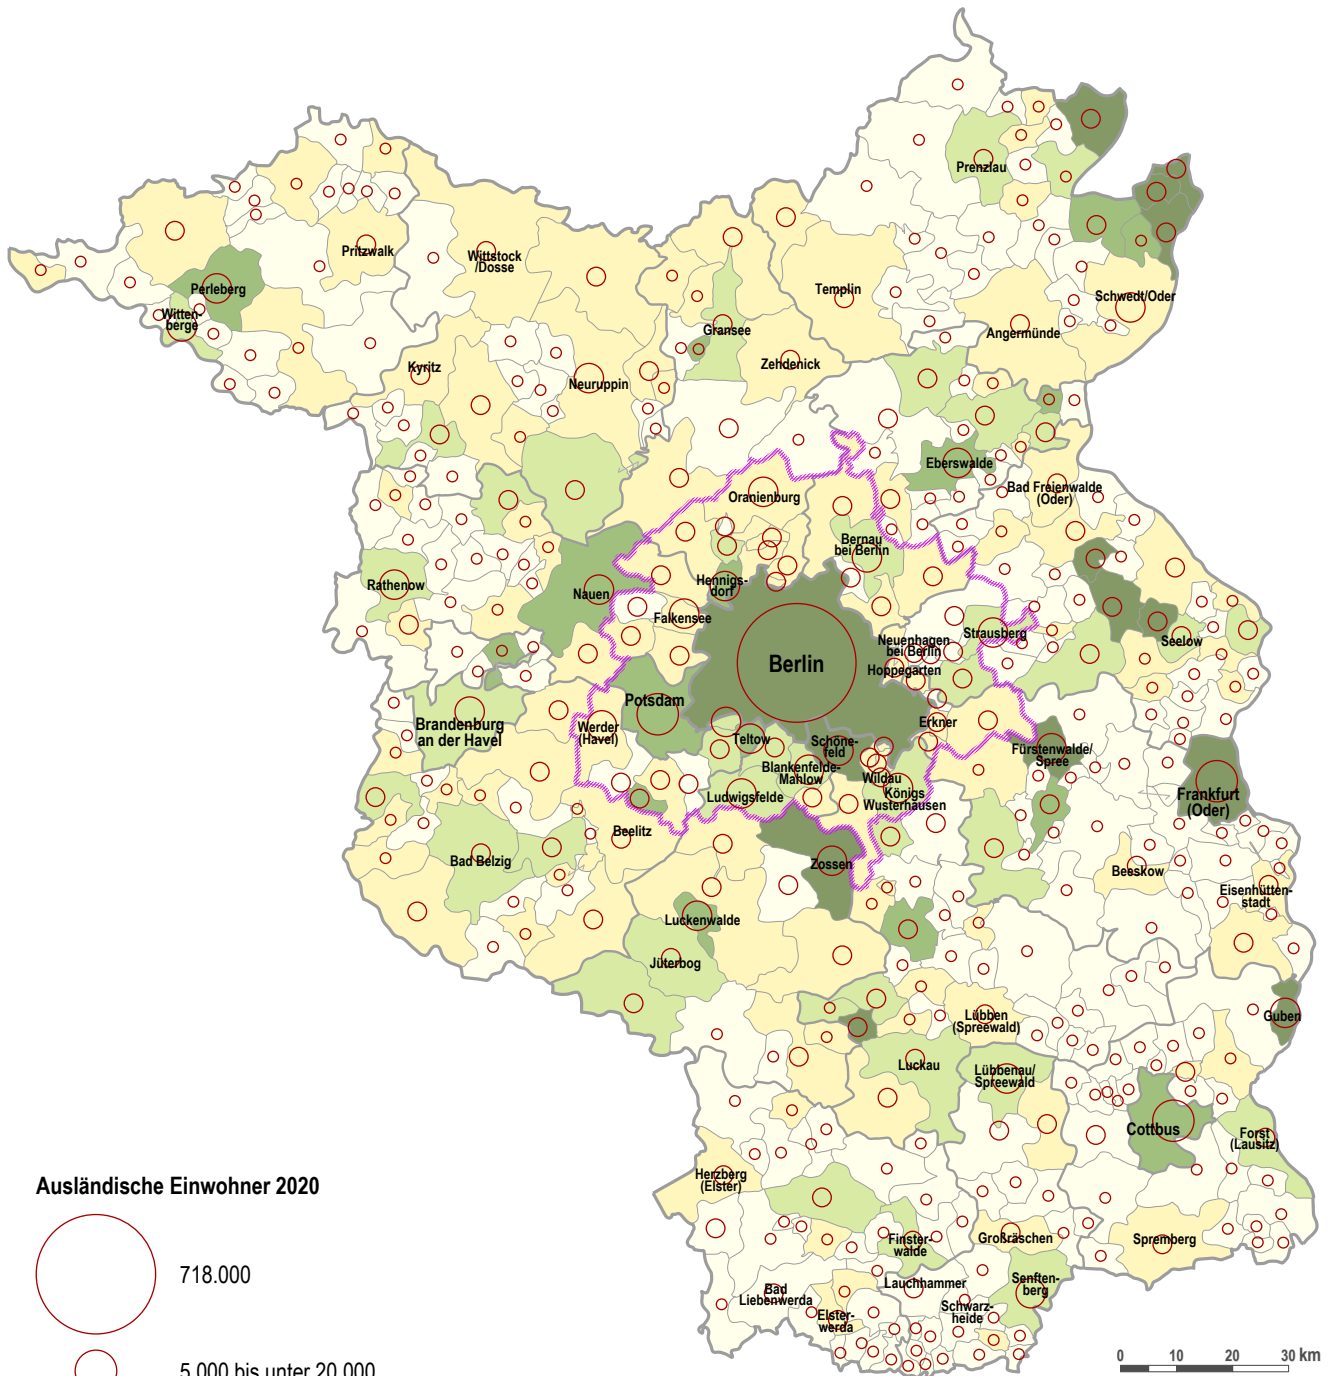 Prenzlau
Pritzwalk
Wittstock
/Dosse
Perleberg
Templin
Schwedt/Oder
Witten-
berge
Gransee
Angermünde
Zehdenick
Kyritz
Neuruppin
Eberswalde
Bad Freienwalde
(Oder)
Oranienburg
Bernau
bei Berlin
Rathenow
Nauen
Hennigs-
dorf
Falkensee
Strausberg
Neuenhagen
bei Berlin
Seelow
Berlin
Hoppegarten
Potsdam
Brandenburg
an der Havel
Werder
(Havel)
Erkner
Teltow
Schöne-
feld
Fürstenwalde/
Spree
Blankenfelde-
Mahlow
Wildau
Königs
Wusterhausen
Ludwigsfelde
Frankfurt
(Oder)
Beelitz
Bad Belzig
Zossen
Beeskow
Eisenhütten-
stadt
Luckenwalde
Jüterbog
Lübben
(Spreewald)
Guben
Luckau
Lübbenau/
Spreewald
Cottbus
Forst
(Lausitz)
Herzberg
(Elster)
Finster-
walde
Großräschen
Spremberg
Bad
Liebenwerda
Lauchhammer
Senften-
berg
Elster-
werda
Schwarz-
heide
Ausländische Einwohner 2020
718.000
5.000 bis unter 20.000
0 10 20 30 km